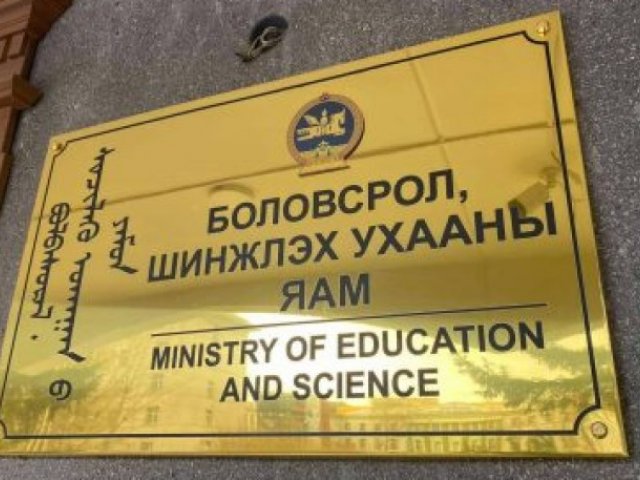 БОЛОВСРОЛ,
ШИНЖЛЭХ УХААНЫ
ЯАМ
MINISTRY OF EDUCATION
AND SCIENCE